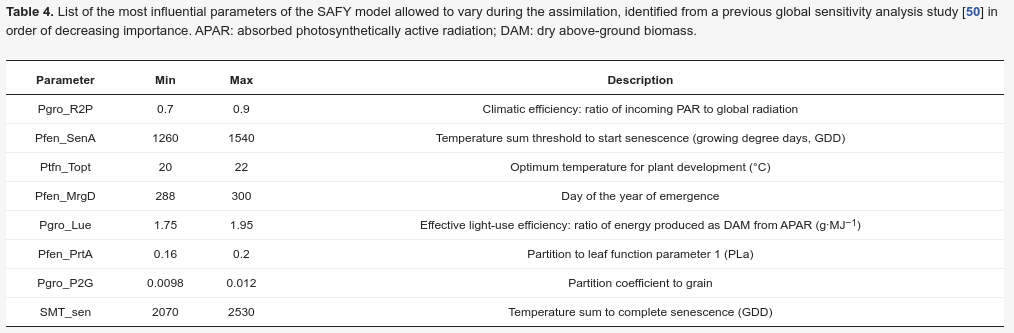 Table 4. List of the most influential parameters of the SAFY model allowed to vary during the assimilation, identified from a previous global sensitivity analysis study [50] in
order of decreasing importance. APAR: absorbed photosynthetically active radiation; DAM: dry above-ground biomass.
Parameter Min Max Description
Pgro_R2P 0.7 0.9 Climatic efficiency: ratio of incoming PAR to global radiation
Pfen_SenA 1260 1540 Temperature sum threshold to start senescence (growing degree days, GDD)
Ptfn_Topt 20 22 Optimum temperature for plant development (°C)
Pfen_MrgD 288 300 Day of the year of emergence
Pgro_Lue 1.75 1.95 Effective light-use efficiency: ratio of energy produced as DAM from APAR (g·MJ⁻¹)
Pfen_PrtA 0.16 0.2 Partition to leaf function parameter 1 (PLa)
Pgro_P2G 0.0098 0.012 Partition coefficient to grain
SMT_sen 2070 2530 Temperature sum to complete senescence (GDD)